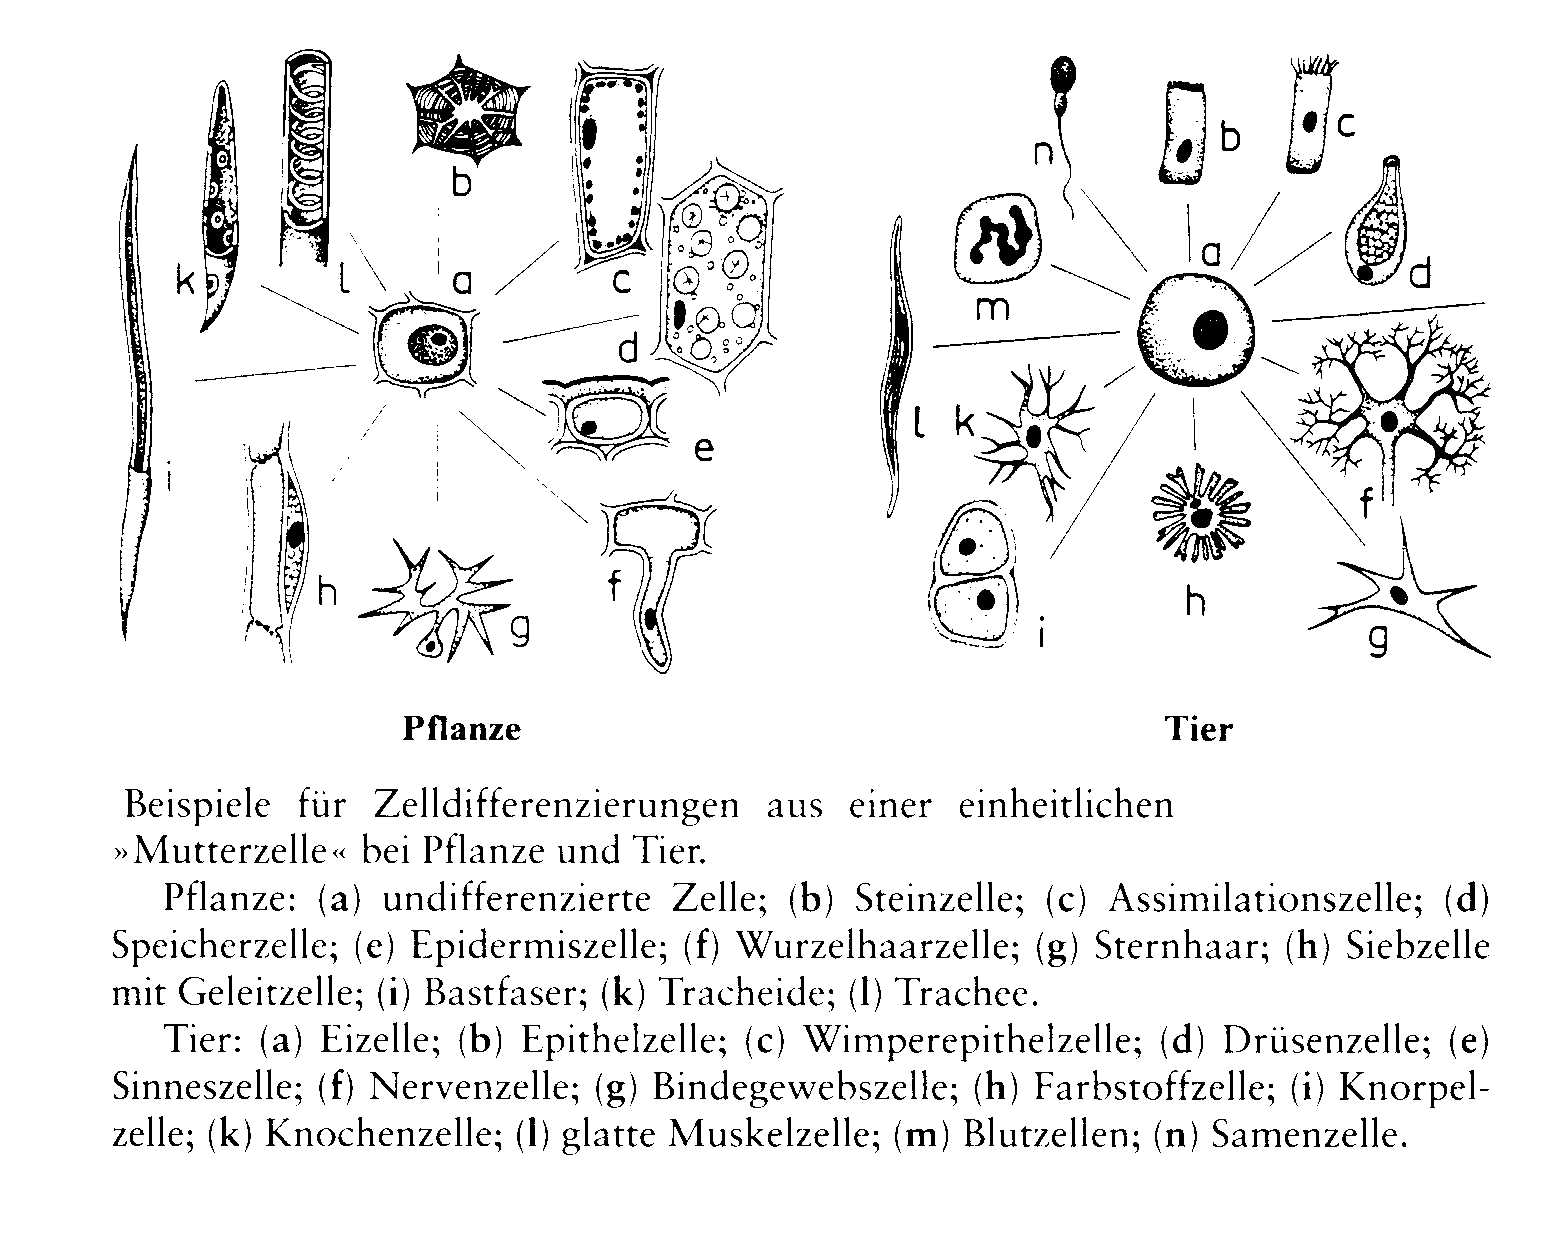 l
b
n
b
c
k
l
a
c
m
a
d
d
i
e
l
k
f
h
g
f
i
h
g
Pflanze
Tier
Beispiele für Zelldifferenzierungen aus einer einheitlichen
»Mutterzelle« bei Pflanze und Tier.
Pflanze: (a) undifferenzierte Zelle; (b) Steinzelle; (c) Assimilationszelle; (d)
Speicherzelle; (e) Epidermiszelle; (f) Wurzelhaarzelle; (g) Sternhaar; (h) Siebzelle
mit Geleitzelle; (i) Bastfaser; (k) Tracheide; (l) Trachee.
Tier: (a) Eizelle; (b) Epithelzelle; (c) Wimperepithelzelle; (d) Drüsenzelle; (e)
Sinneszelle; (f) Nervenzelle; (g) Bindegewebszelle; (h) Farbstoffzelle; (i) Knorpel-
zelle; (k) Knochenzelle; (l) glatte Muskelzelle; (m) Blutzellen; (n) Samenzelle.